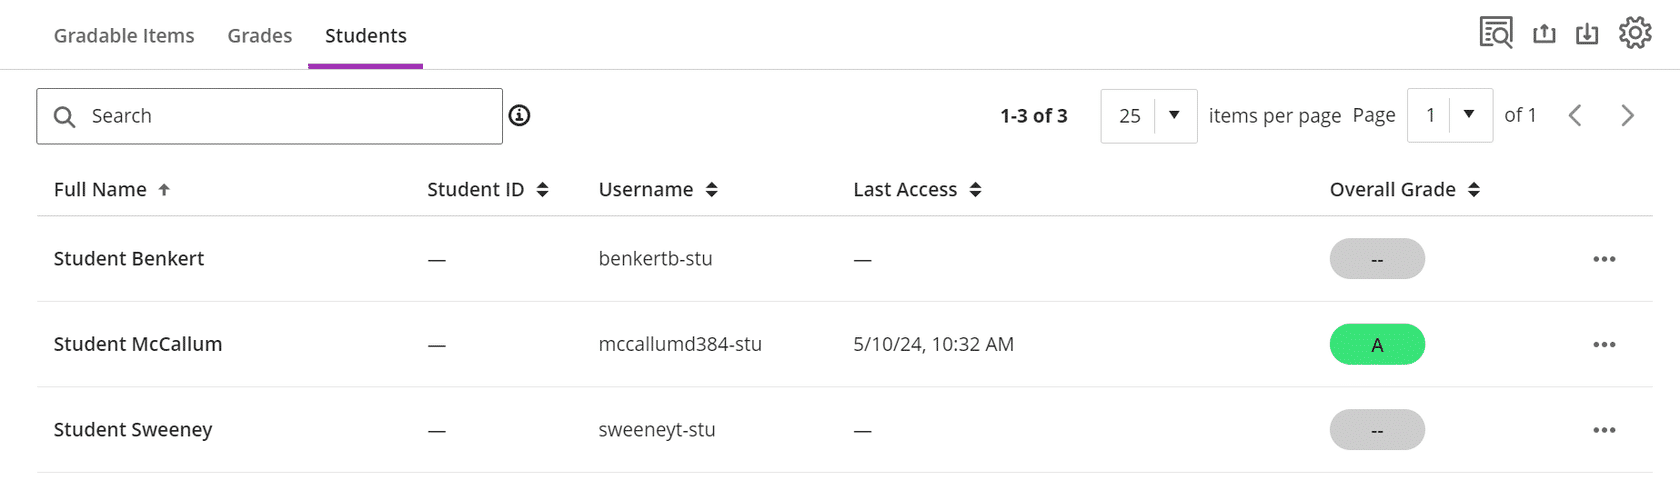 Gradable Items Grades Students
Search 1-3 of 3 25 items per page Page 1 of 1
Full Name Student ID Username Last Access Overall Grade
Student Benkert — benkertb-stu — --
Student McCallum — mccallumd384-stu 5/10/24, 10:32 AM A
Student Sweeney — sweeneyt-stu — --